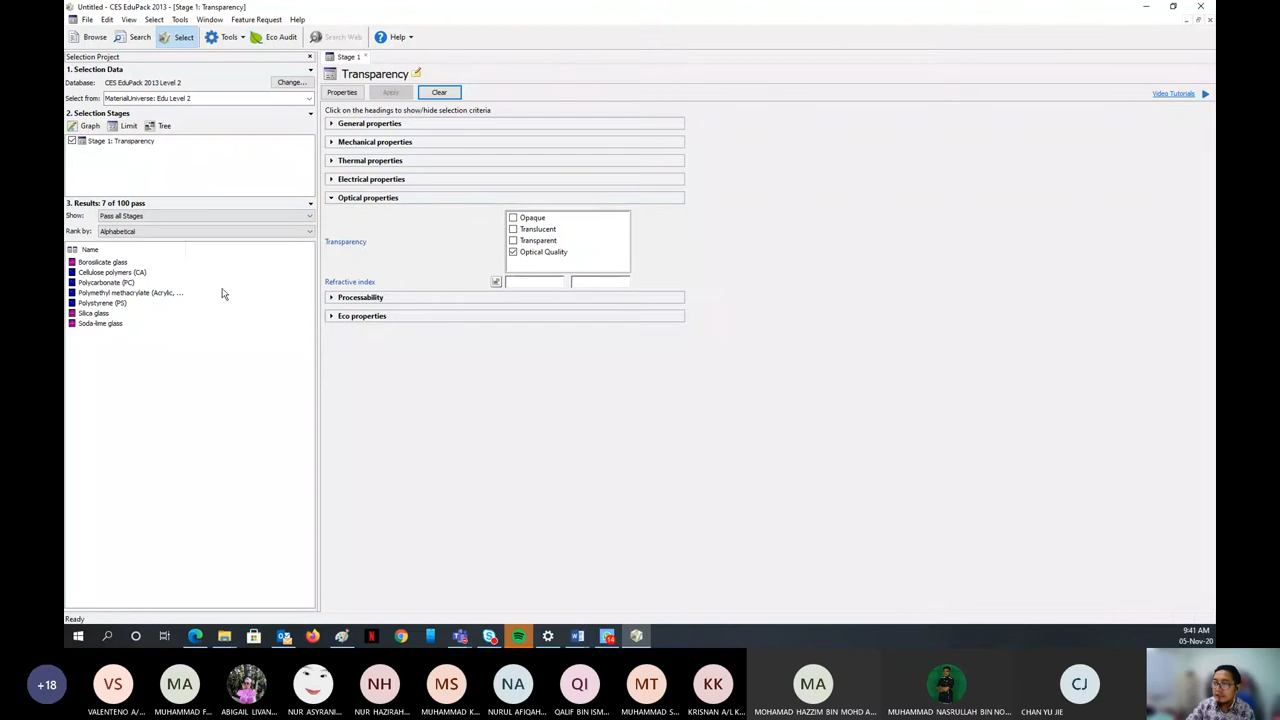 Untitled - CES EduPack 2013 - [Stage 1: Transparency]
File Edit View Select Tools Window Feature Request Help
Browse Search Select Tools Eco Audit Search Web Help
Selection Project
1. Selection Data
Database: CES EduPack 2013 Level 2 Change...
Select from: MaterialUniverse: Edu Level 2
2. Selection Stages
Graph Limit Tree
Stage 1: Transparency
3. Results: 7 of 100 pass
Show: Pass all Stages
Rank by: Alphabetical
Name
Borosilicate glass
Cellulose polymers (CA)
Polycarbonate (PC)
Polymethyl methacrylate (Acrylic, ...
Polystyrene (PS)
Silica glass
Soda-lime glass
Ready
Stage 1
Transparency
Properties Apply Clear
Video Tutorials
Click on the headings to show/hide selection criteria
General properties
Mechanical properties
Thermal properties
Electrical properties
Optical properties
Transparency
Opaque
Translucent
Transparent
Optical Quality
Refractive index
Processability
Eco properties
9:41 AM
05-Nov-20
+18 VS MA NH MS NA QI MT KK MA CJ
VALENTENO A/... MUHAMMAD F... ABIGAIL LIVAN... NUR ASYRANI... NUR HAZIRAH... MUHAMMAD K... NURUL AFIQAH... QALIF BIN ISM... MUHAMMAD S... KRISNAN A/L K... MOHAMAD HAZZIM BIN MOHD A... MUHAMMAD NASRULLAH BIN NO... CHAN YU JIE